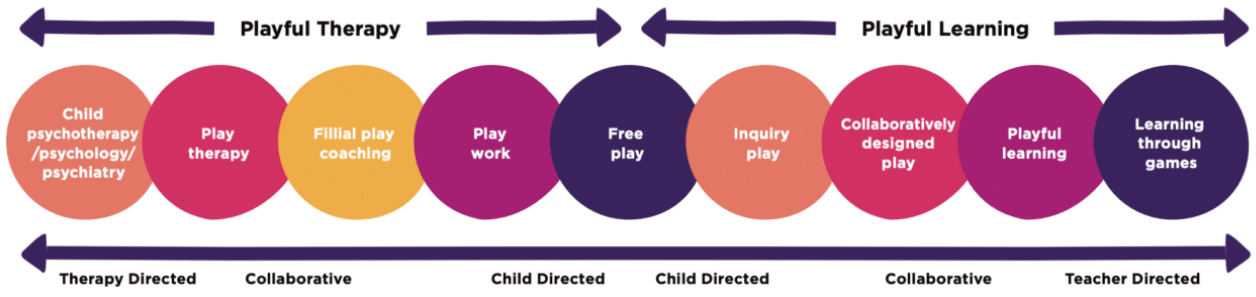 Playful Therapy
Playful Learning
Child
psychotherapy
/psychology/
psychiatry
Play
therapy
Fillial play
coaching
Play
work
Free
play
Inquiry
play
Collaboratively
designed
play
Playful
learning
Learning
through
games
Therapy Directed
Collaborative
Child Directed
Child Directed
Collaborative
Teacher Directed